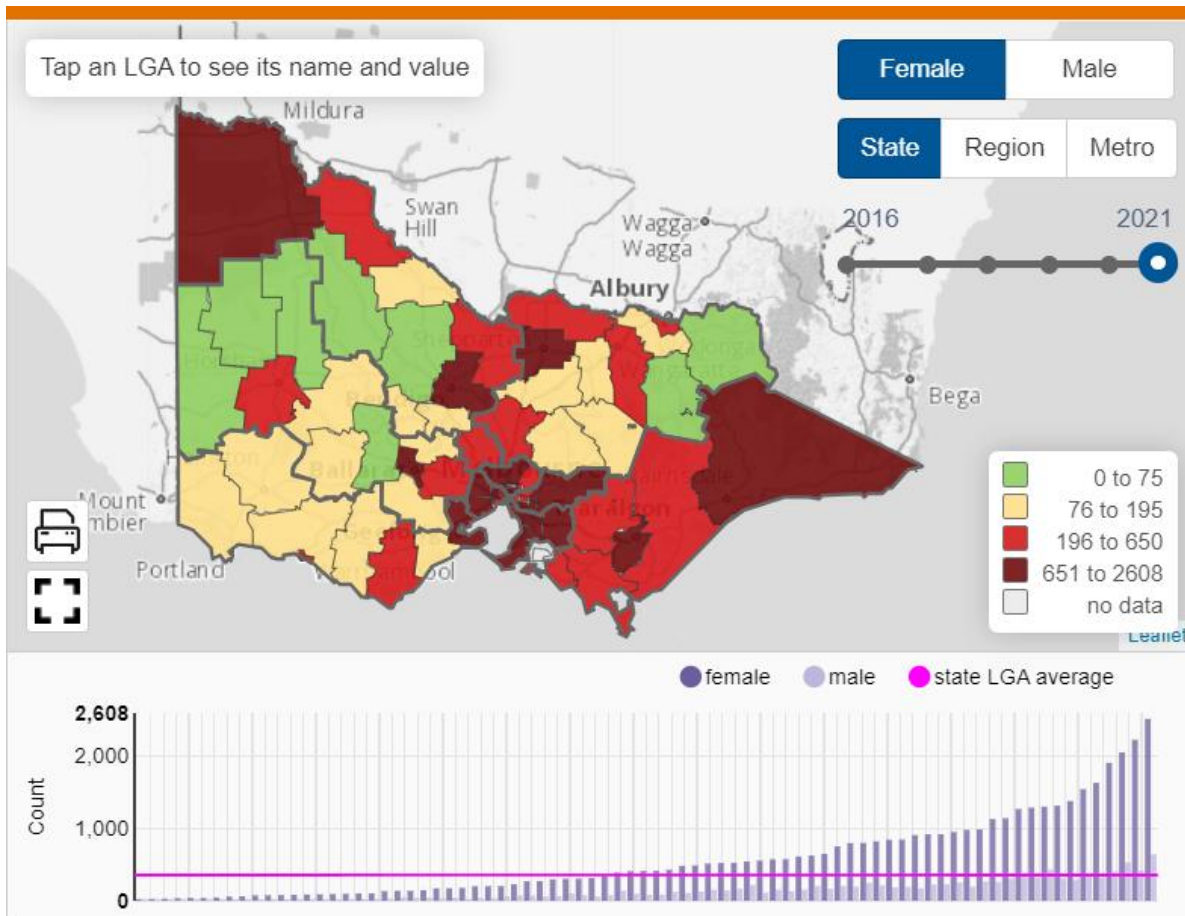 Tap an LGA to see its name and value
Female
Male
State
Region
Metro
2016
2021
Mildura
Swan
Hill
Wagga
Wagga
Albury
Bega
Mount
Portland
0 to 75
76 to 195
196 to 650
651 to 2608
no data
Leaflet
female
male
state LGA average
2,608
2,000
1,000
0
Count